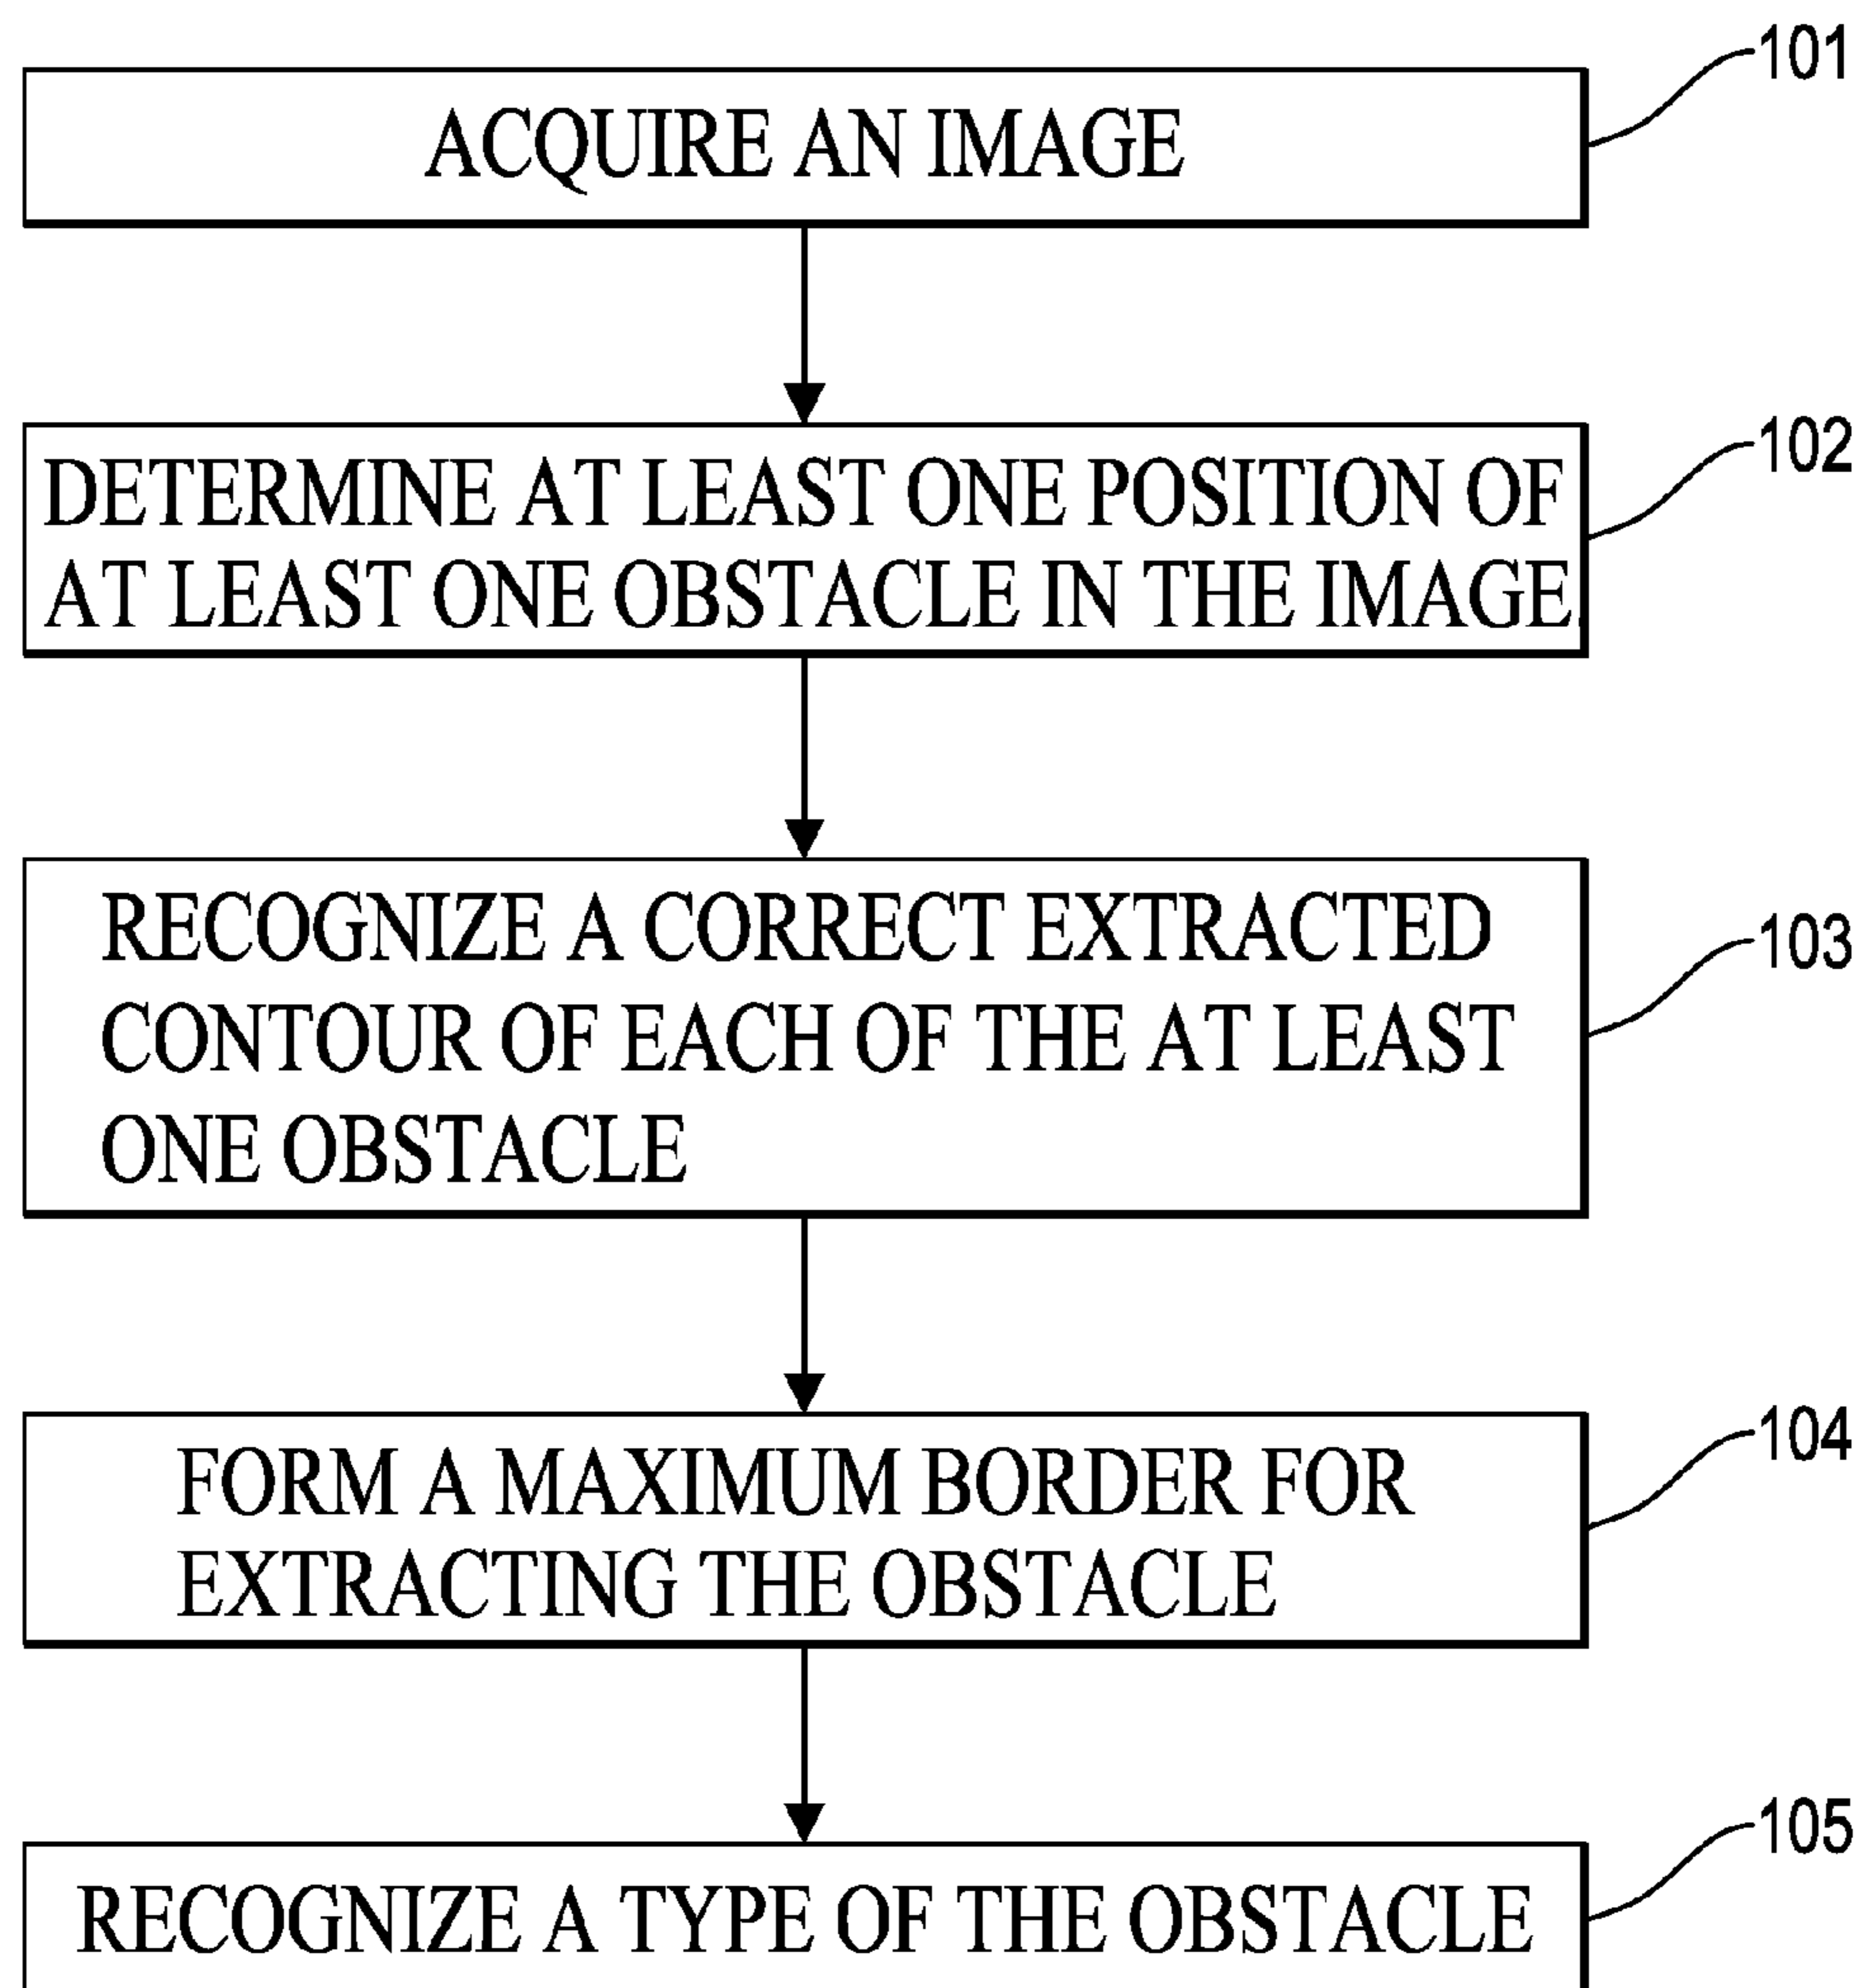 101
ACQUIRE AN IMAGE
102
DETERMINE AT LEAST ONE POSITION OF
AT LEAST ONE OBSTACLE IN THE IMAGE
103
RECOGNIZE A CORRECT EXTRACTED
CONTOUR OF EACH OF THE AT LEAST
ONE OBSTACLE
104
FORM A MAXIMUM BORDER FOR
EXTRACTING THE OBSTACLE
105
RECOGNIZE A TYPE OF THE OBSTACLE